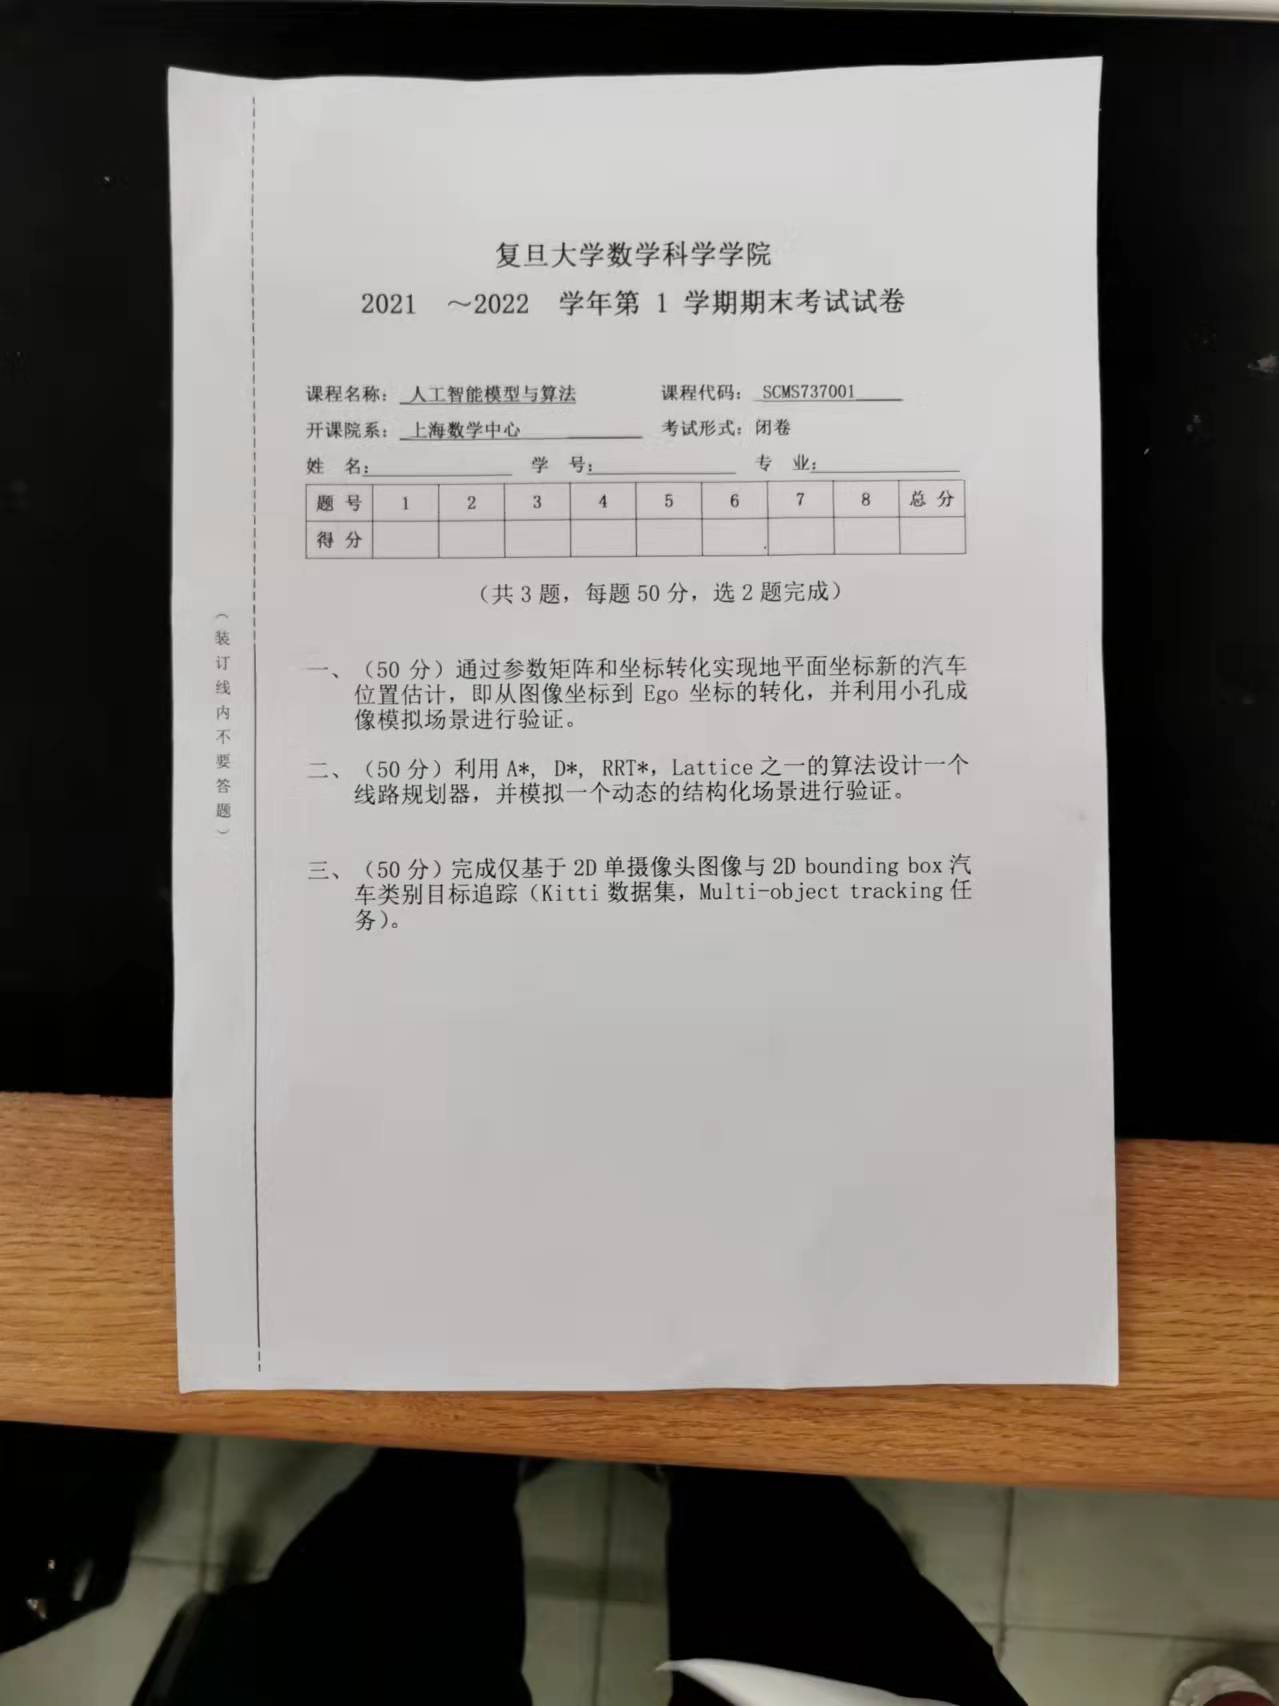 复旦大学数学科学学院
2021 ～2022 学年第 1 学期期末考试试卷
课程名称： 人工智能模型与算法 课程代码： SCMS737001
开课院系： 上海数学中心 考试形式：闭卷
姓 名： 学 号： 专 业：
题 号 1 2 3 4 5 6 7 8 总 分
得 分
（共 3 题，每题 50 分，选 2 题完成）
一、（50 分）通过参数矩阵和坐标转化实现地平面坐标新的汽车
位置估计，即从图像坐标到 Ego 坐标的转化，并利用小孔成
像模拟场景进行验证。
二、（50 分）利用 A*, D*, RRT*，Lattice 之一的算法设计一个
线路规划器，并模拟一个动态的结构化场景进行验证。
三、（50 分）完成仅基于 2D 单摄像头图像与 2D bounding box 汽
车类别目标追踪（Kitti 数据集，Multi-object tracking 任
务）。
（装订线内不要答题）